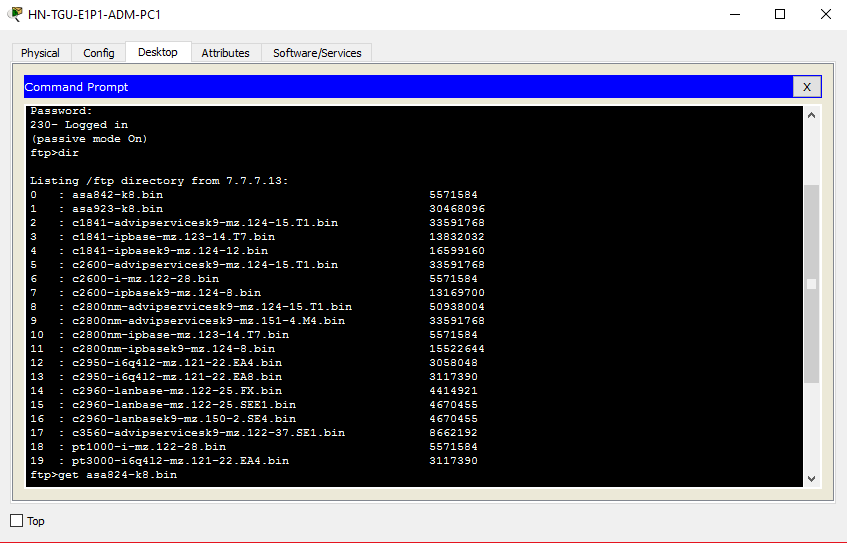 HN-TGU-E1P1-ADM-PC1
Physical Config Desktop Attributes Software/Services
Command Prompt X
Password:
230- Logged in
(passive mode On)
ftp>dir
Listing /ftp directory from 7.7.7.13:
0 : asa842-k8.bin 5571584
1 : asa923-k8.bin 30468096
2 : c1841-advipservicesk9-mz.124-15.T1.bin 33591768
3 : c1841-ipbase-mz.123-14.T7.bin 13832032
4 : c1841-ipbasek9-mz.124-12.bin 16599160
5 : c2600-advipservicesk9-mz.124-15.T1.bin 33591768
6 : c2600-i-mz.122-28.bin 5571584
7 : c2600-ipbasek9-mz.124-8.bin 13169700
8 : c2800nm-advipservicesk9-mz.124-15.T1.bin 50938004
9 : c2800nm-advipservicesk9-mz.151-4.M4.bin 33591768
10 : c2800nm-ipbase-mz.123-14.T7.bin 5571584
11 : c2800nm-ipbasek9-mz.124-8.bin 15522644
12 : c2950-i6q4l2-mz.121-22.EA4.bin 3058048
13 : c2950-i6q4l2-mz.121-22.EA8.bin 3117390
14 : c2960-lanbase-mz.122-25.FX.bin 4414921
15 : c2960-lanbase-mz.122-25.SEE1.bin 4670455
16 : c2960-lanbasek9-mz.150-2.SE4.bin 4670455
17 : c3560-advipservicesk9-mz.122-37.SE1.bin 8662192
18 : pt1000-i-mz.122-28.bin 5571584
19 : pt3000-i6q4l2-mz.121-22.EA4.bin 3117390
ftp>get asa824-k8.bin
Top